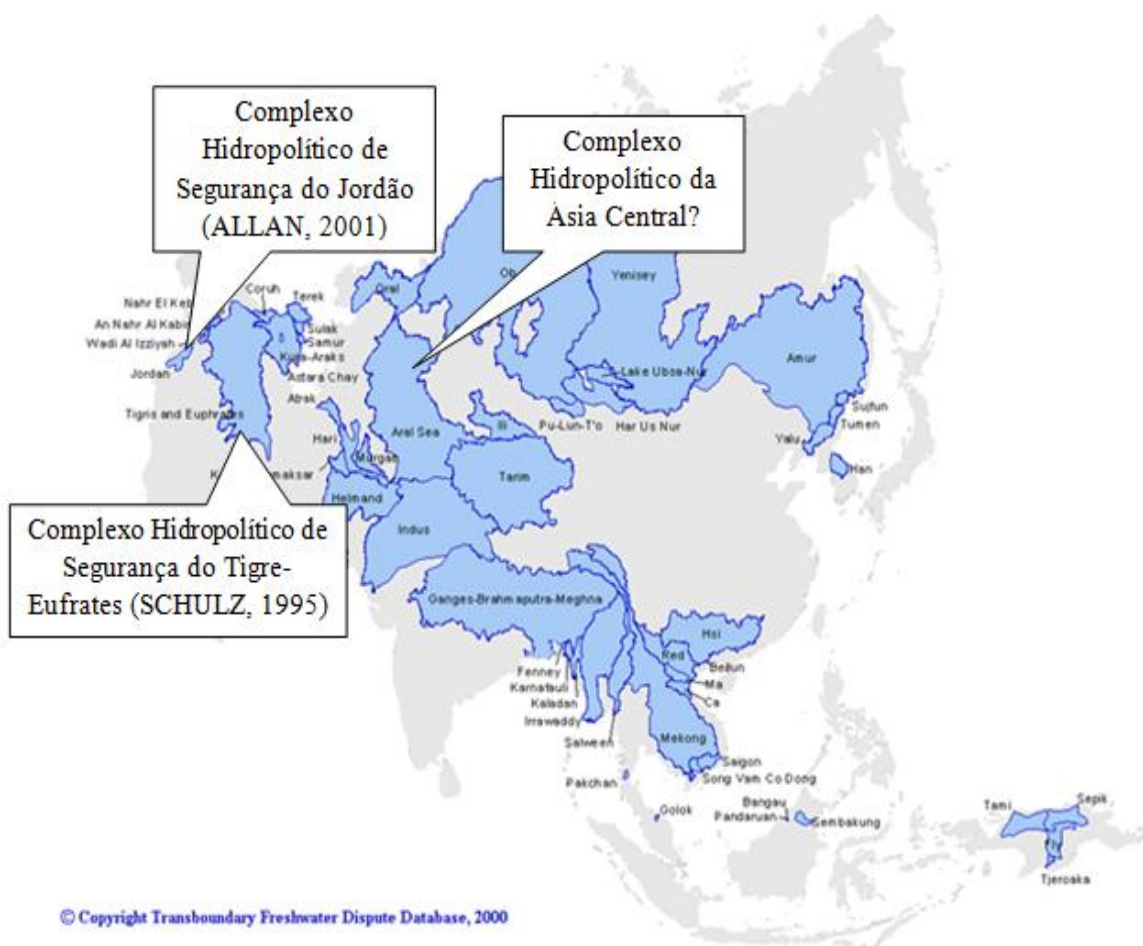 Complexo
Hidropolítico de
Segurança do Jordão
(ALLAN, 2001)
Complexo
Hidropolítico da
Ásia Central?
Ob
Yenisey
Coruh
Terek
Oral
Nahr El Keb
An Nahr Al Kabir
Wadi Al Izziyah
Sulak
Samur
Kura-Araks
Jordan
Astara Chay
Atrak
Lake Ubsa-Nur
Amur
Tigris and Euphrates
Aral Sea
Ili
Pu-Lun-T'o
Har Us Nur
Sujfun
Tumen
Yalu
Hari
Murgab
Han
Tarim
Helmand
Indus
Complexo Hidropolítico de
Segurança do Tigre-
Eufrates (SCHULZ, 1995)
Ganges-Brahmaputra-Meghna
Hsi
Red
Beilun
Fenney
Ma
Karnafauli
Ca
Kaladan
Irrawaddy
Salween
Mekong
Saigon
Song Vam Co Dong
Pakchan
Golok
Bangau
Pandaruan
Sembakung
Tami
Sepik
Tjeroaka
© Copyright Transboundary Freshwater Dispute Database, 2000